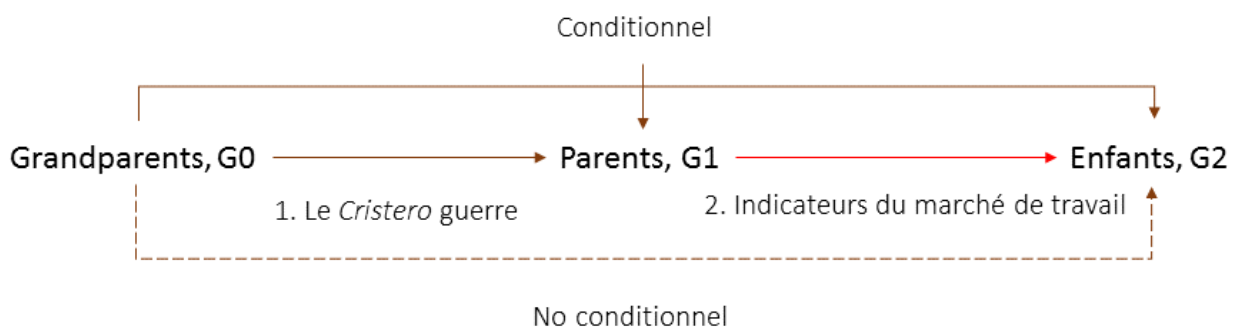 Conditionnel
Grandparents, G0
Parents, G1
Enfants, G2
1. Le Cristero guerre
2. Indicateurs du marché de travail
No conditionnel